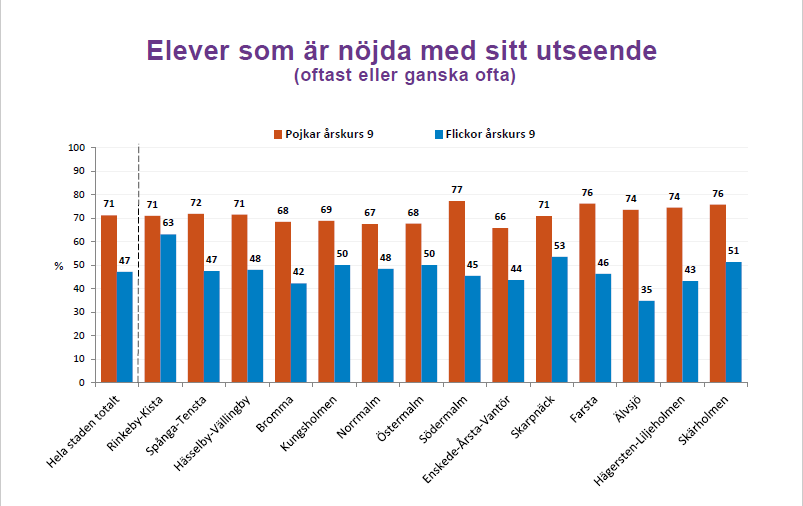 Elever som är nöjda med sitt utseende
(oftast eller ganska ofta)
Pojkar årskurs 9 Flickor årskurs 9
100
90
80
70
60
50
40
30
20
10
0
%
71 47
71 63
72 47
71 48
68 42
69 50
67 48
68 50
77 45
66 44
71 53
76 46
74 35
74 43
76 51
Hela staden totalt
Rinkeby-Kista
Spånga-Tensta
Hässelby-Vällingby
Bromma
Kungsholmen
Norrmalm
Östermalm
Södermalm
Enskede-Årsta-Vantör
Skarpnäck
Farsta
Älvsjö
Hägersten-Liljeholmen
Skärholmen